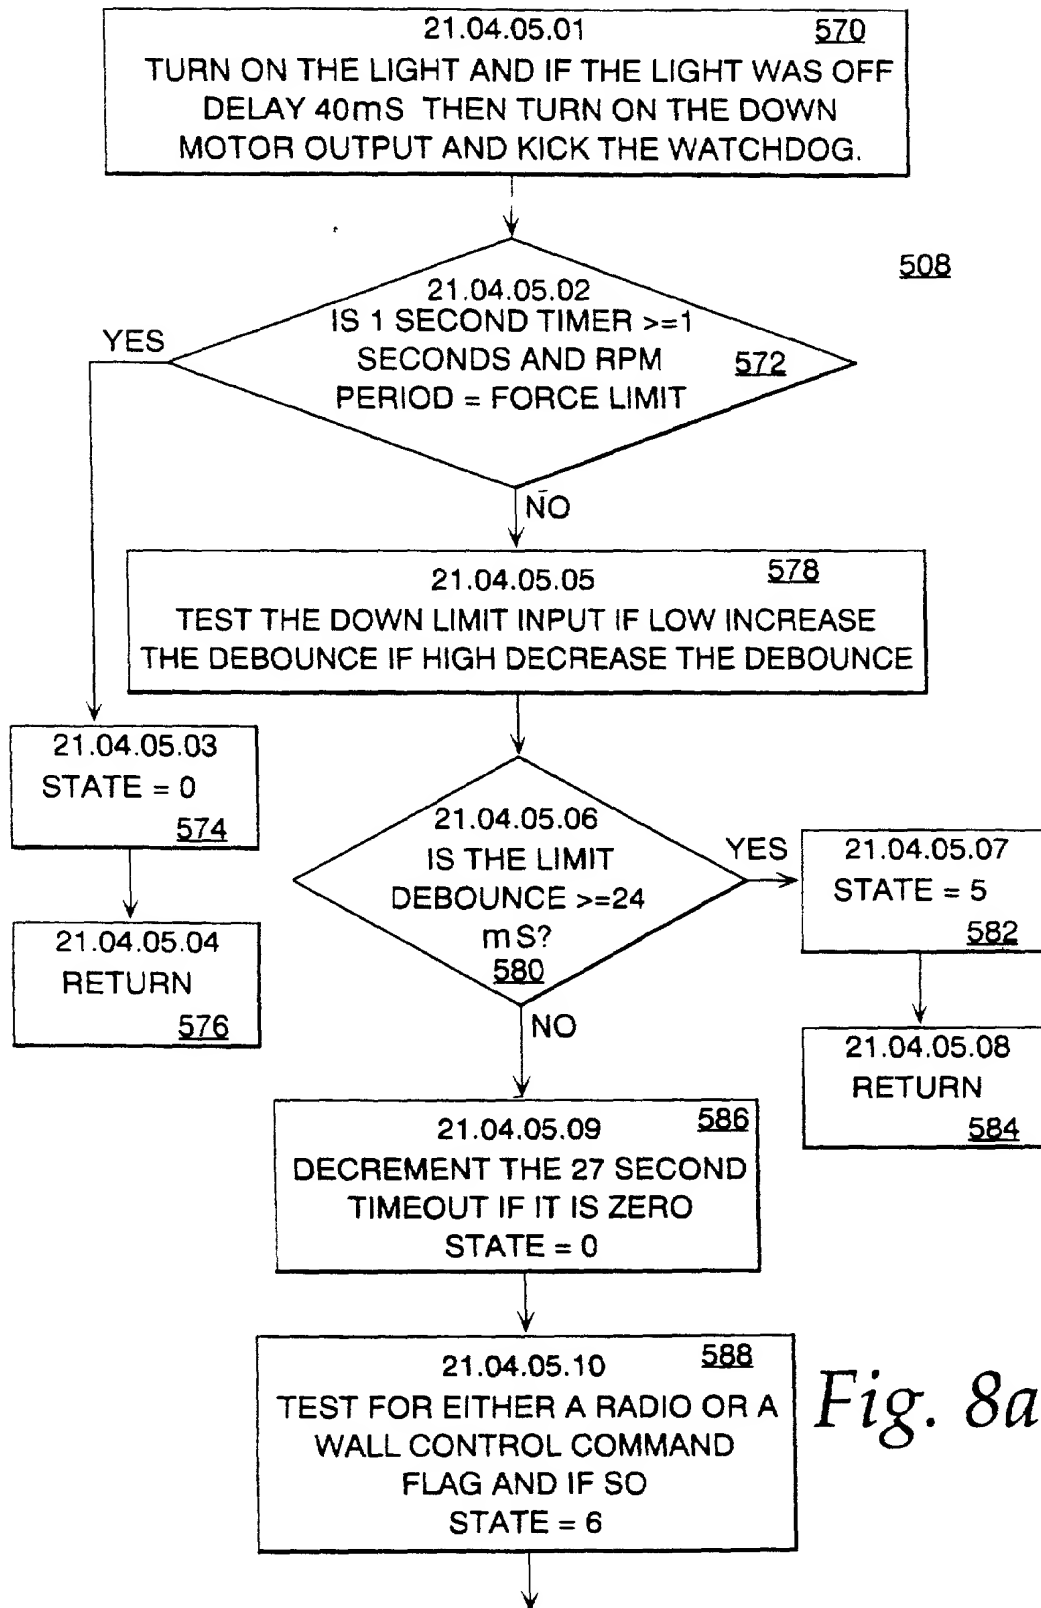 21.04.05.01 570
TURN ON THE LIGHT AND IF THE LIGHT WAS OFF
DELAY 40mS THEN TURN ON THE DOWN
MOTOR OUTPUT AND KICK THE WATCHDOG.
508
21.04.05.02
IS 1 SECOND TIMER >=1
SECONDS AND RPM 572
PERIOD = FORCE LIMIT
YES
NO
21.04.05.05 578
TEST THE DOWN LIMIT INPUT IF LOW INCREASE
THE DEBOUNCE IF HIGH DECREASE THE DEBOUNCE
21.04.05.03
STATE = 0
574
21.04.05.04
RETURN
576
21.04.05.06
IS THE LIMIT
DEBOUNCE >=24
mS?
580
YES
NO
21.04.05.07
STATE = 5
582
21.04.05.08
RETURN
584
21.04.05.09 586
DECREMENT THE 27 SECOND
TIMEOUT IF IT IS ZERO
STATE = 0
21.04.05.10 588
TEST FOR EITHER A RADIO OR A
WALL CONTROL COMMAND
FLAG AND IF SO
STATE = 6
Fig. 8a